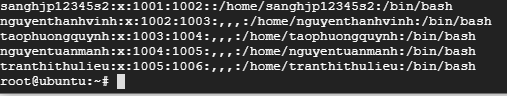 sanghjp12345s2:x:1001:1002::/home/sanghjp12345s2:/bin/bash
nguyenthanhvinh:x:1002:1003:,,,:/home/nguyenthanhvinh:/bin/bash
taophuongquynh:x:1003:1004:,,,:/home/taophuongquynh:/bin/bash
nguyentuanmanh:x:1004:1005:,,,:/home/nguyentuanmanh:/bin/bash
tranthithulieu:x:1005:1006:,,,:/home/tranthithulieu:/bin/bash
root@ubuntu:~#